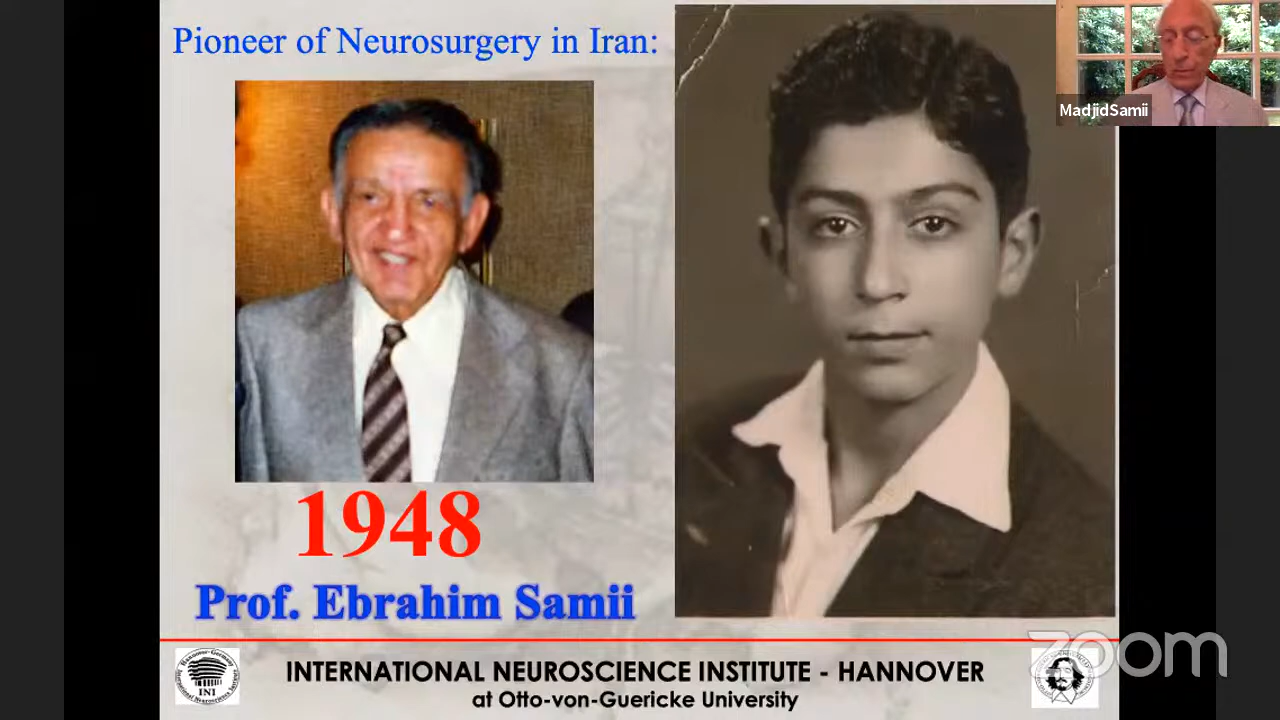 Pioneer of Neurosurgery in Iran:
MadjidSamii
1948
Prof. Ebrahim Samii
INTERNATIONAL NEUROSCIENCE INSTITUTE - HANNOVER
at Otto-von-Guericke University
INI
zoom